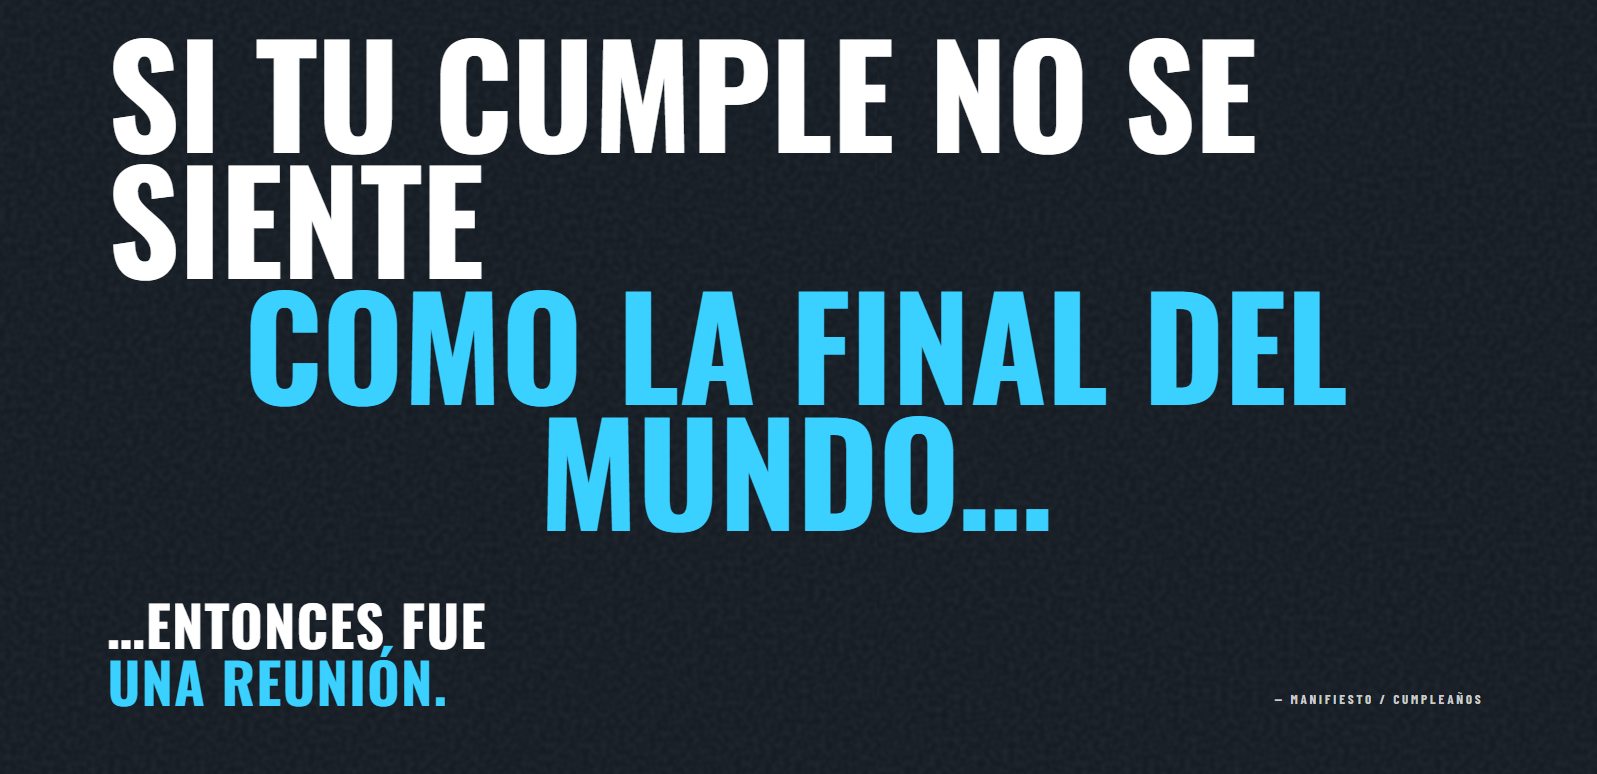 SI TU CUMPLE NO SE
SIENTE
COMO LA FINAL DEL
MUNDO...
...ENTONCES FUE
UNA REUNIÓN.
— MANIFIESTO / CUMPLEAÑOS